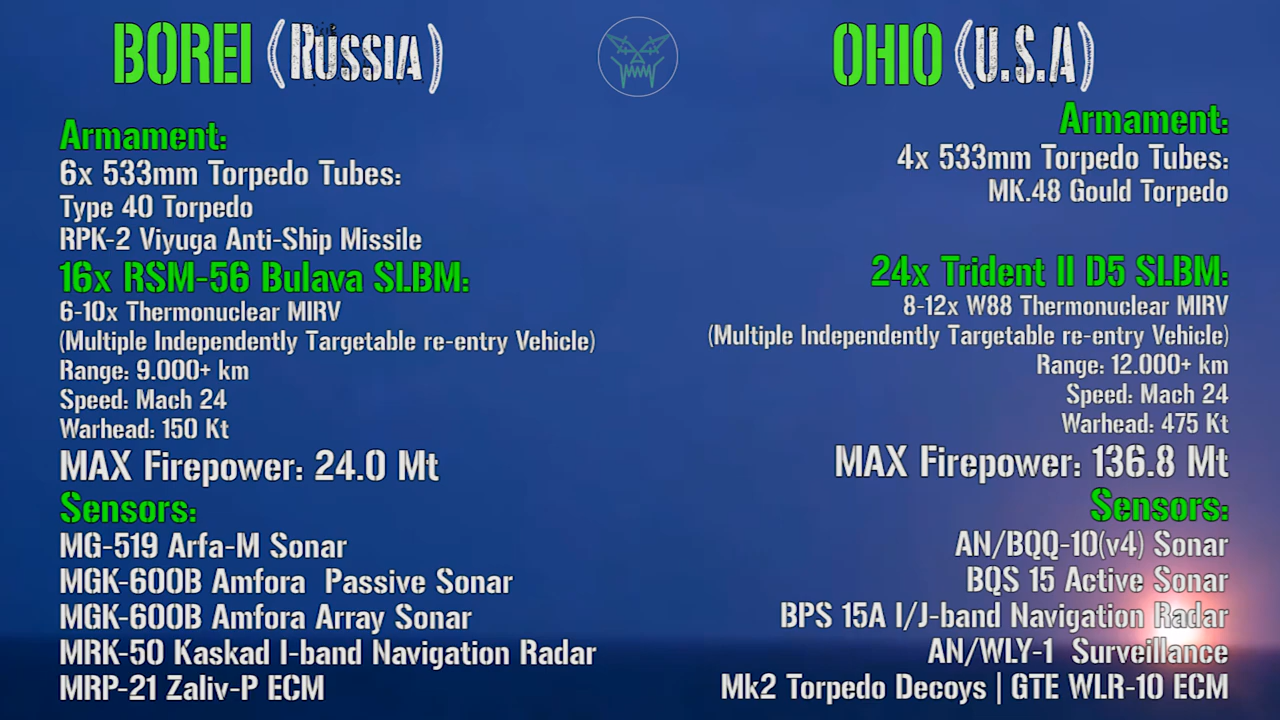 BOREI (RUSSIA)
Armament:
6x 533mm Torpedo Tubes:
Type 40 Torpedo
RPK-2 Viyuga Anti-Ship Missile
16x RSM-56 Bulava SLBM:
6-10x Thermonuclear MIRV
(Multiple Independently Targetable re-entry Vehicle)
Range: 9.000+ km
Speed: Mach 24
Warhead: 150 Kt
MAX Firepower: 24.0 Mt
Sensors:
MG-519 Arfa-M Sonar
MGK-600B Amfora Passive Sonar
MGK-600B Amfora Array Sonar
MRK-50 Kaskad I-band Navigation Radar
MRP-21 Zaliv-P ECM
OHIO (U.S.A)
Armament:
4x 533mm Torpedo Tubes:
MK.48 Gould Torpedo
24x Trident II D5 SLBM:
8-12x W88 Thermonuclear MIRV
(Multiple Independently Targetable re-entry Vehicle)
Range: 12.000+ km
Speed: Mach 24
Warhead: 475 Kt
MAX Firepower: 136.8 Mt
Sensors:
AN/BQQ-10(v4) Sonar
BQS 15 Active Sonar
BPS 15A I/J-band Navigation Radar
AN/WLY-1 Surveillance
Mk2 Torpedo Decoys | GTE WLR-10 ECM